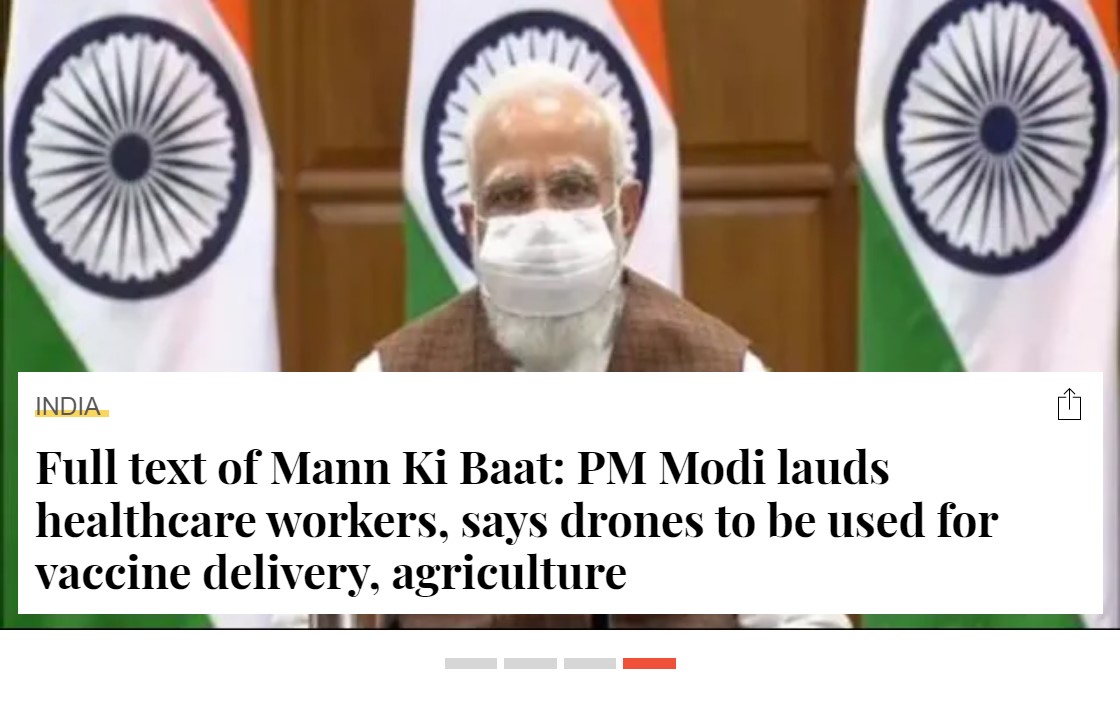 INDIA
Full text of Mann Ki Baat: PM Modi lauds
healthcare workers, says drones to be used for
vaccine delivery, agriculture